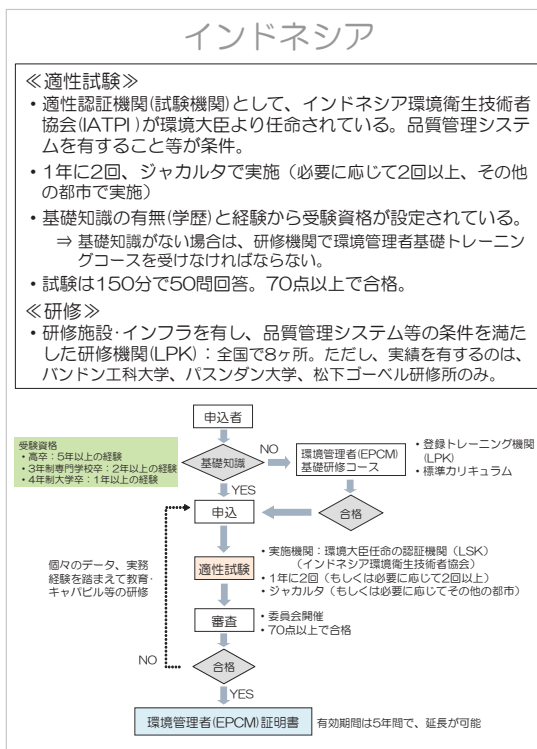 インドネシア
≪適性試験≫
・適性認証機関(試験機関)として、インドネシア環境衛生技術者
協会(IATPI)が環境大臣より任命されている。品質管理システ
ムを有すること等が条件。
・1年に2回、ジャカルタで実施（必要に応じて2回以上、その他
の都市で実施）
・基礎知識の有無(学歴)と経験から受験資格が設定されている。
⇒ 基礎知識がない場合は、研修機関で環境管理者基礎トレーニン
グコースを受けなければならない。
・試験は150分で50問回答。70点以上で合格。
≪研修≫
・研修施設・インフラを有し、品質管理システム等の条件を満た
した研修機関(LPK)：全国で8ヶ所。ただし、実績を有するのは、
バンドン工科大学、パスンダン大学、松下ゴーベル研修所のみ。
申込者
受験資格
・高卒：5年以上の経験
・3年制専門学校卒：2年以上の経験
・4年制大学卒：1年以上の経験
基礎知識
NO
環境管理者(EPCM)
基礎研修コース
・登録トレーニング機関
(LPK)
・標準カリキュラム
YES
申込
合格
個々のデータ、実務
経験を踏まえて教育・
キャパビル等の研修
適性試験
・実施機関：環境大臣任命の認証機関（LSK）
（インドネシア環境衛生技術者協会）
・1年に2回（もしくは必要に応じて2回以上）
・ジャカルタ（もしくは必要に応じてその他の都市）
審査
・委員会開催
・70点以上で合格
NO
合格
YES
環境管理者(EPCM)証明書
有効期間は5年間で、延長が可能